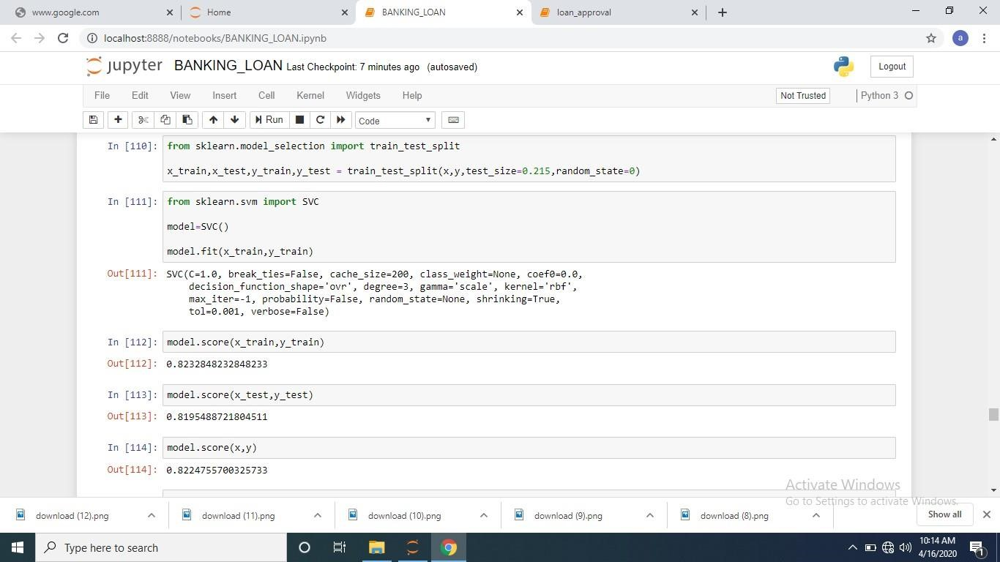 www.google.com
Home
BANKING_LOAN
loan_approval
localhost:8888/notebooks/BANKING_LOAN.ipynb
a
jupyter BANKING_LOAN Last Checkpoint: 7 minutes ago (autosaved)
Logout
File Edit View Insert Cell Kernel Widgets Help
Not Trusted
Python 3
Run
Code
In [110]: from sklearn.model_selection import train_test_split
x_train,x_test,y_train,y_test = train_test_split(x,y,test_size=0.215,random_state=0)
In [111]: from sklearn.svm import SVC
model=SVC()
model.fit(x_train,y_train)
Out[111]: SVC(C=1.0, break_ties=False, cache_size=200, class_weight=None, coef0=0.0,
decision_function_shape='ovr', degree=3, gamma='scale', kernel='rbf',
max_iter=-1, probability=False, random_state=None, shrinking=True,
tol=0.001, verbose=False)
In [112]: model.score(x_train,y_train)
Out[112]: 0.8232848232848233
In [113]: model.score(x_test,y_test)
Out[113]: 0.8195488721804511
In [114]: model.score(x,y)
Out[114]: 0.8224755700325733
Activate Windows
Go to Settings to activate Windows.
download (12).png
download (11).png
download (10).png
download (9).png
download (8).png
Show all
Type here to search
10:14 AM
4/16/2020
1